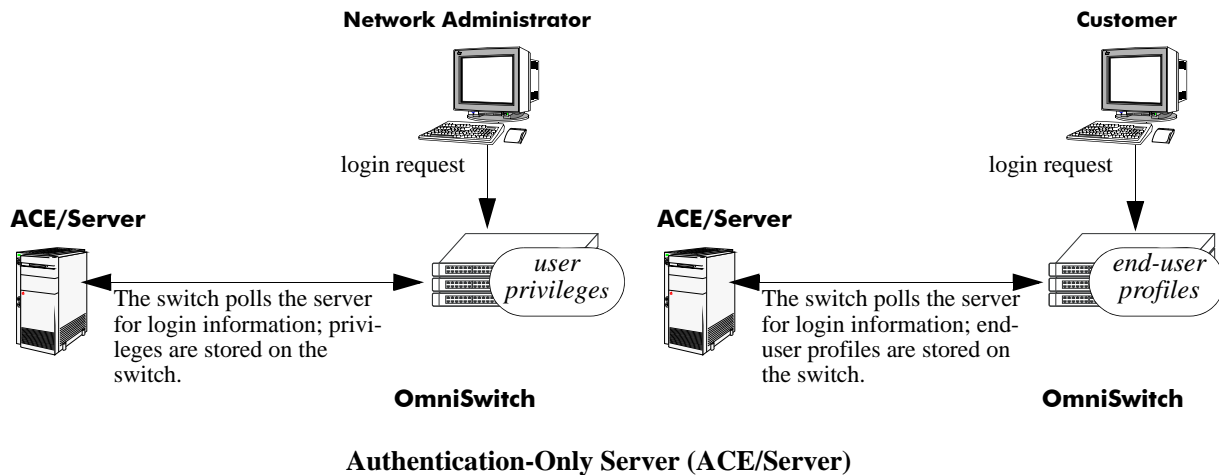 Network Administrator
login request
ACE/Server
user
privileges
The switch polls the server
for login information; privi-
leges are stored on the
switch.
OmniSwitch
Customer
login request
ACE/Server
end-user
profiles
The switch polls the server
for login information; end-
user profiles are stored on
the switch.
OmniSwitch
Authentication-Only Server (ACE/Server)